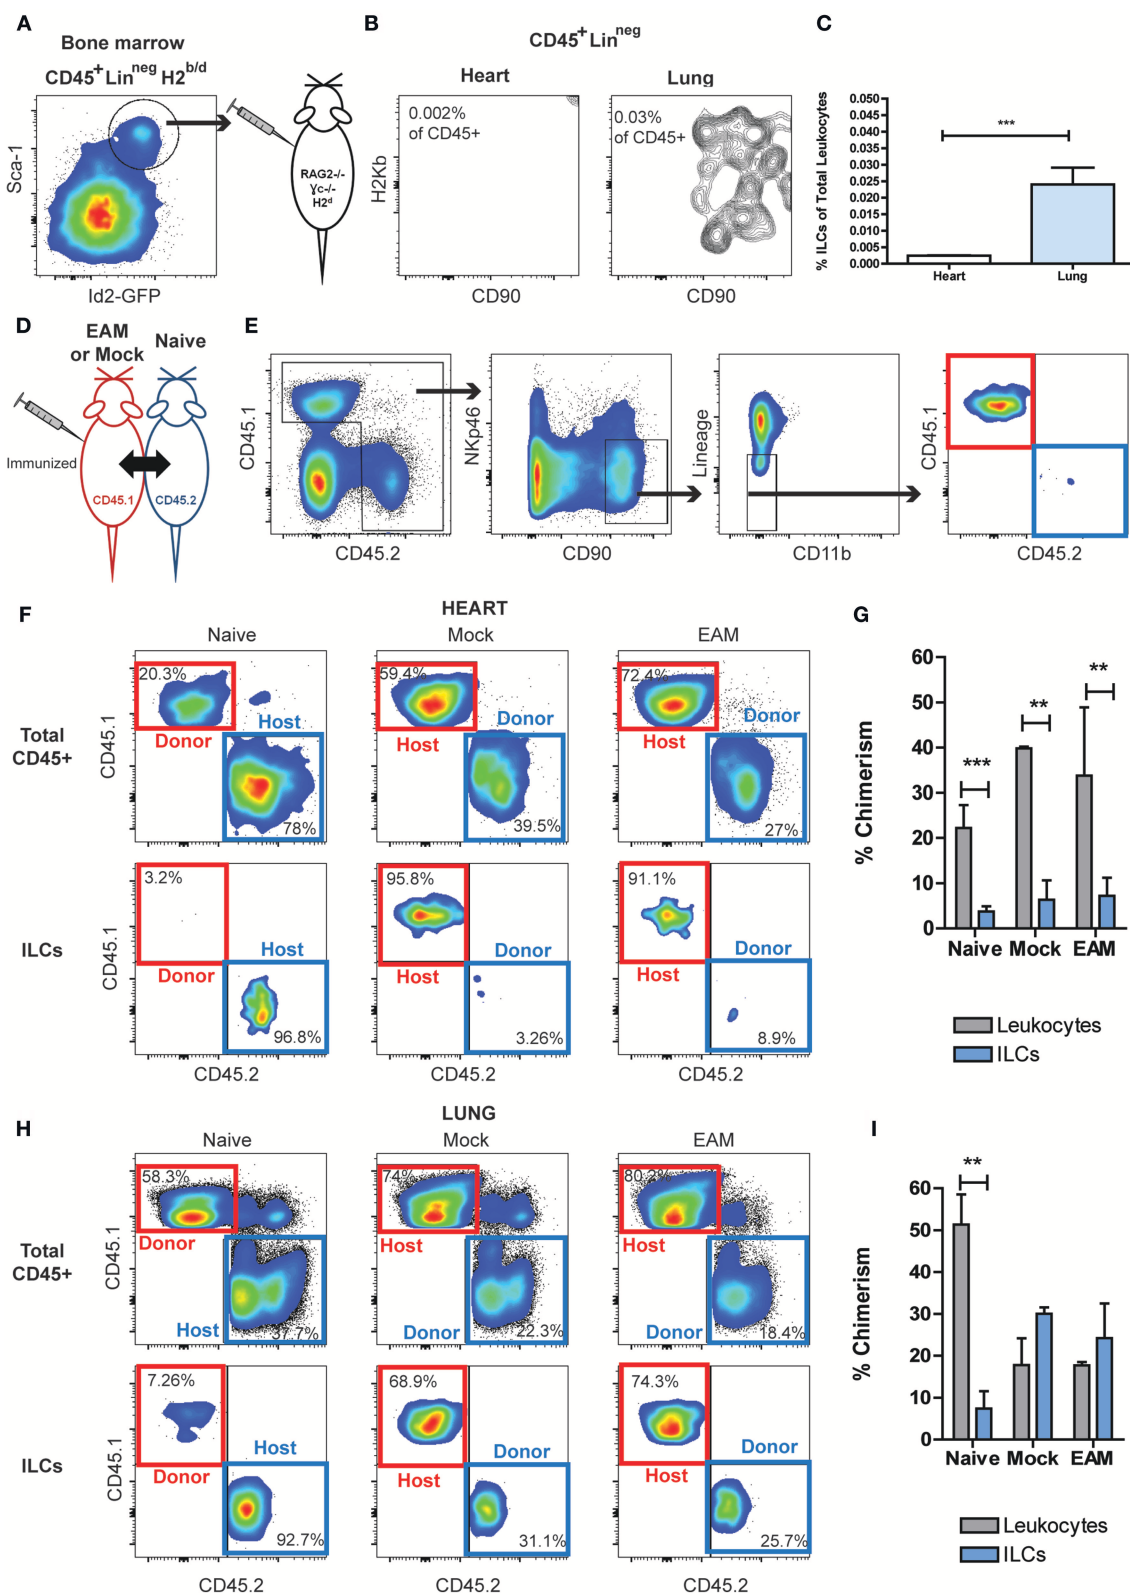 A
Bone marrow
CD45+ Linneg H2b/d
Sca-1
Id2-GFP
RAG2-/-
Ɣc-/-
H2d
B
CD45+Linneg
Heart
Lung
0.002%
of CD45+
0.03%
of CD45+
H2Kb
CD90
CD90
C
% ILCs of Total Leukocytes
0.050
0.045
0.040
0.035
0.030
0.025
0.020
0.015
0.010
0.005
0.000
***
Heart
Lung
D
EAM
or Mock
Naive
Immunized
CD45.1
CD45.2
E
CD45.1
CD45.2
NKp46
CD90
Lineage
CD11b
CD45.1
CD45.2
F
HEART
Naive
Mock
EAM
Total
CD45+
CD45.1
20.3%
Donor
Host
78%
59.4%
Host
Donor
39.5%
72.4%
Host
Donor
27%
ILCs
CD45.1
3.2%
Donor
Host
96.8%
95.8%
Host
Donor
3.26%
91.1%
Host
Donor
8.9%
CD45.2
CD45.2
CD45.2
G
% Chimerism
60
50
40
30
20
10
0
***
**
**
Naive
Mock
EAM
Leukocytes
ILCs
H
LUNG
Naive
Mock
EAM
Total
CD45+
CD45.1
58.3%
Donor
Host
37.7%
74%
Host
Donor
22.3%
80.2%
Host
Donor
18.4%
ILCs
CD45.1
7.26%
Donor
Host
92.7%
68.9%
Host
Donor
31.1%
74.3%
Host
Donor
25.7%
CD45.2
CD45.2
CD45.2
I
% Chimerism
60
50
40
30
20
10
0
**
Naive
Mock
EAM
Leukocytes
ILCs